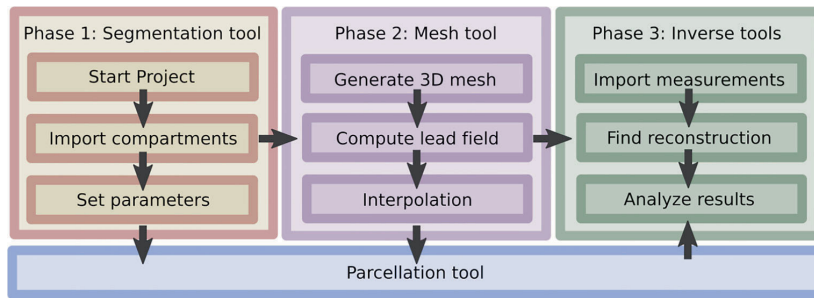 Phase 1: Segmentation tool
Start Project
Import compartments
Set parameters
Phase 2: Mesh tool
Generate 3D mesh
Compute lead field
Interpolation
Phase 3: Inverse tools
Import measurements
Find reconstruction
Analyze results
Parcellation tool